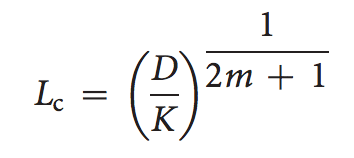 L_c = (D/K)^(1/(2m + 1))